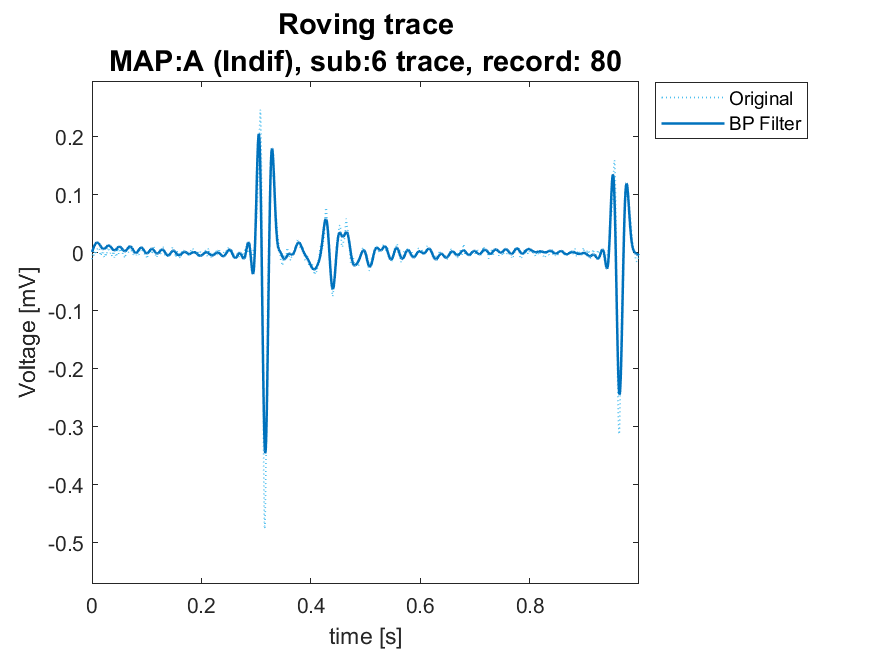 Roving trace
MAP:A (Indif), sub:6 trace, record: 80
Original
BP Filter
0.2
0.1
0
-0.1
-0.2
-0.3
-0.4
-0.5
Voltage [mV]
0
0.2
0.4
0.6
0.8
time [s]